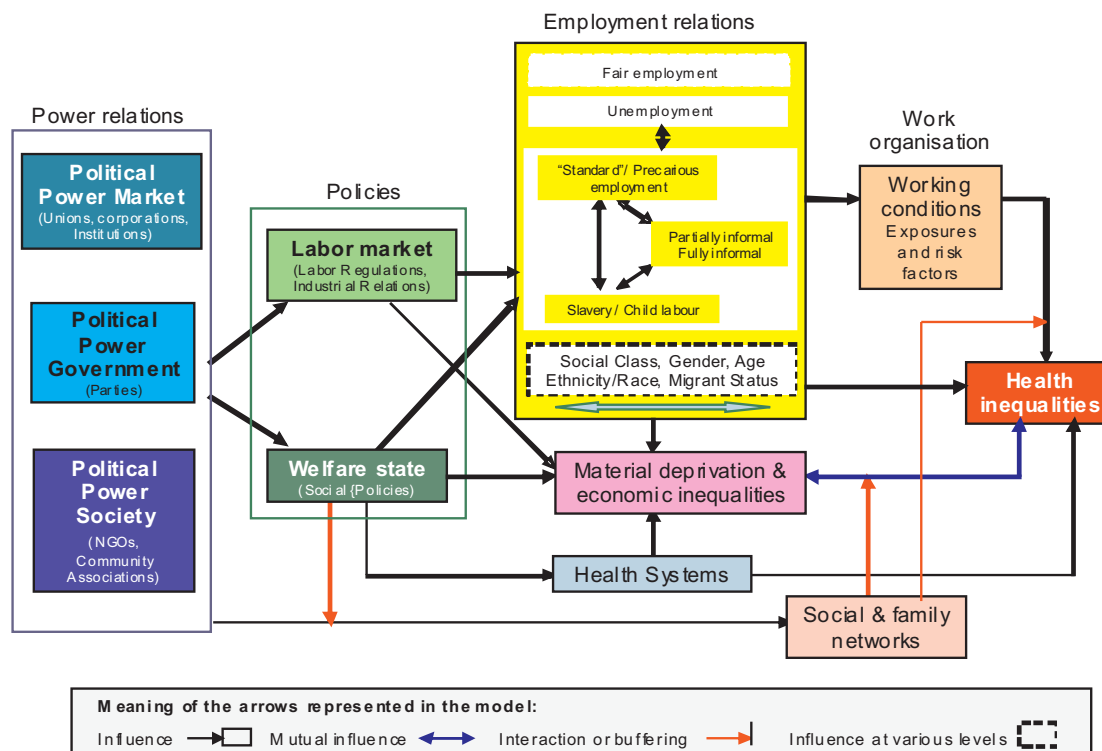 Employment relations
Fair employment
Unemployment
"Standard"/ Precarious
employment
Partially informal
Fully informal
Slavery / Child labour
Social Class, Gender, Age
Ethnicity/Race, Migrant Status
Power relations
Political
Power Market
(Unions, corporations,
Institutions)
Political
Power
Government
(Parties)
Political
Power
Society
(NGOs,
Community
Associations)
Policies
Labor market
(Labor Regulations,
Industrial Relations)
Welfare state
(Social{Policies)
Work
organisation
Working
conditions
Exposures
and risk
factors
Health
inequalities
Material deprivation &
economic inequalities
Health Systems
Social & family
networks
Meaning of the arrows represented in the model:
Influence Mutual influence Interaction or buffering Influence at various levels